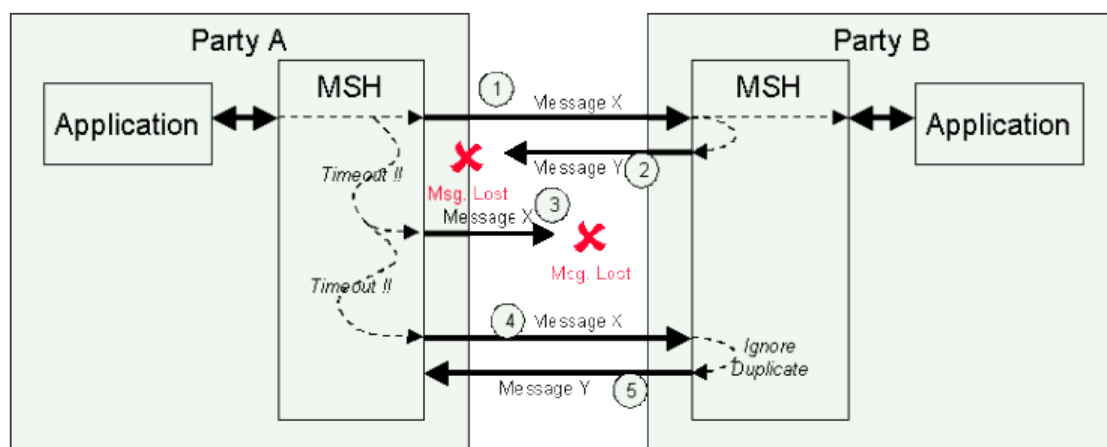 Party A
Party B
MSH
MSH
Application
Application
1
Message X
Message Y
2
Timeout !!
Msg. Lost
Message X
3
Msg. Lost
Timeout !!
4
Message X
Ignore
Duplicate
Message Y
5